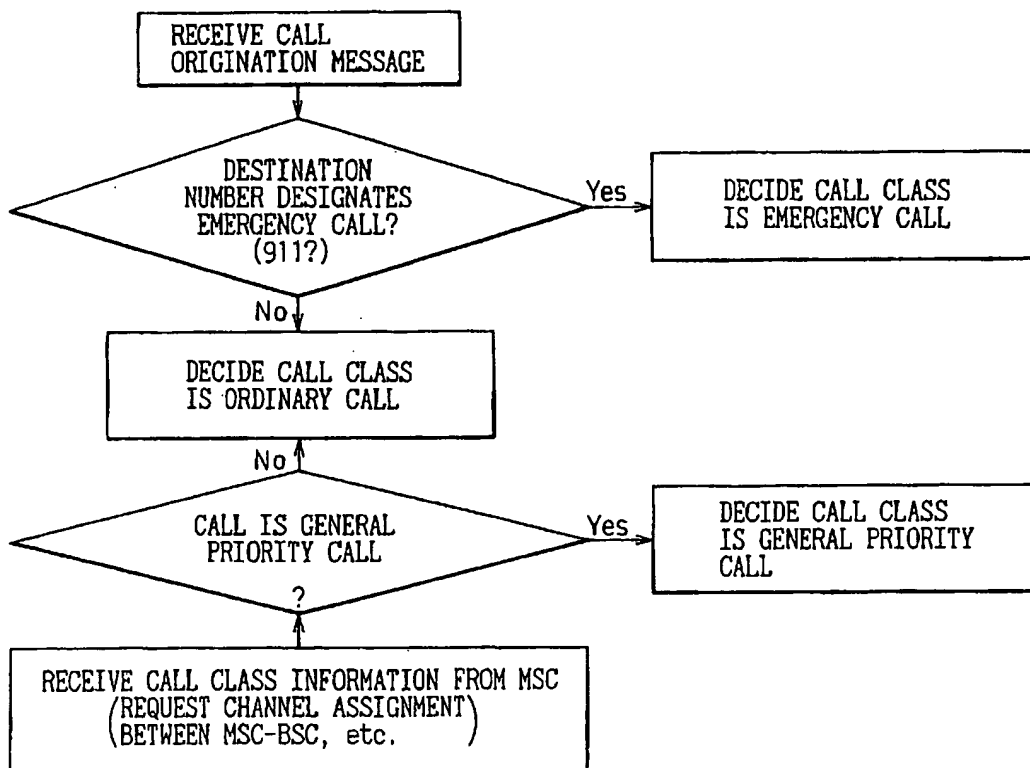 RECEIVE CALL
ORIGINATION MESSAGE
DESTINATION
NUMBER DESIGNATES
EMERGENCY CALL?
(911?)
Yes
DECIDE CALL CLASS
IS EMERGENCY CALL
No
DECIDE CALL CLASS
IS ORDINARY CALL
No
CALL IS GENERAL
PRIORITY CALL
?
Yes
DECIDE CALL CLASS
IS GENERAL PRIORITY
CALL
RECEIVE CALL CLASS INFORMATION FROM MSC
(REQUEST CHANNEL ASSIGNMENT
BETWEEN MSC-BSC, etc.)